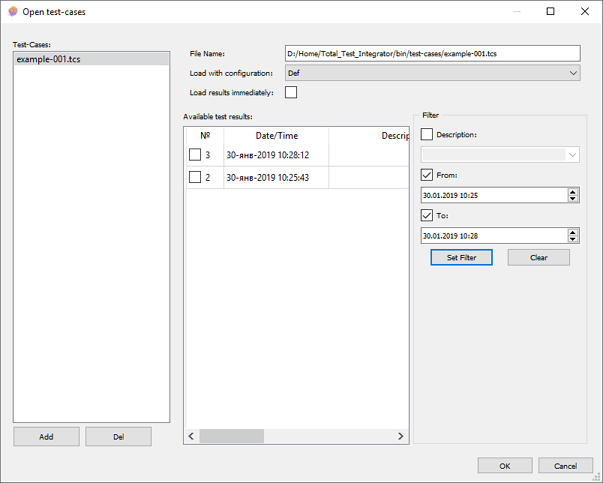 Open test-cases
Test-Cases:
example-001.tcs
Add
Del
File Name:
D:/Home/Total_Test_Integrator/bin/test-cases/example-001.tcs
Load with configuration:
Def
Load results immediately:
Available test results:
№ Date/Time Descrip
3 30-янв-2019 10:28:12
2 30-янв-2019 10:25:43
Filter
Description:
From:
30.01.2019 10:25
To:
30.01.2019 10:28
Set Filter
Clear
OK
Cancel